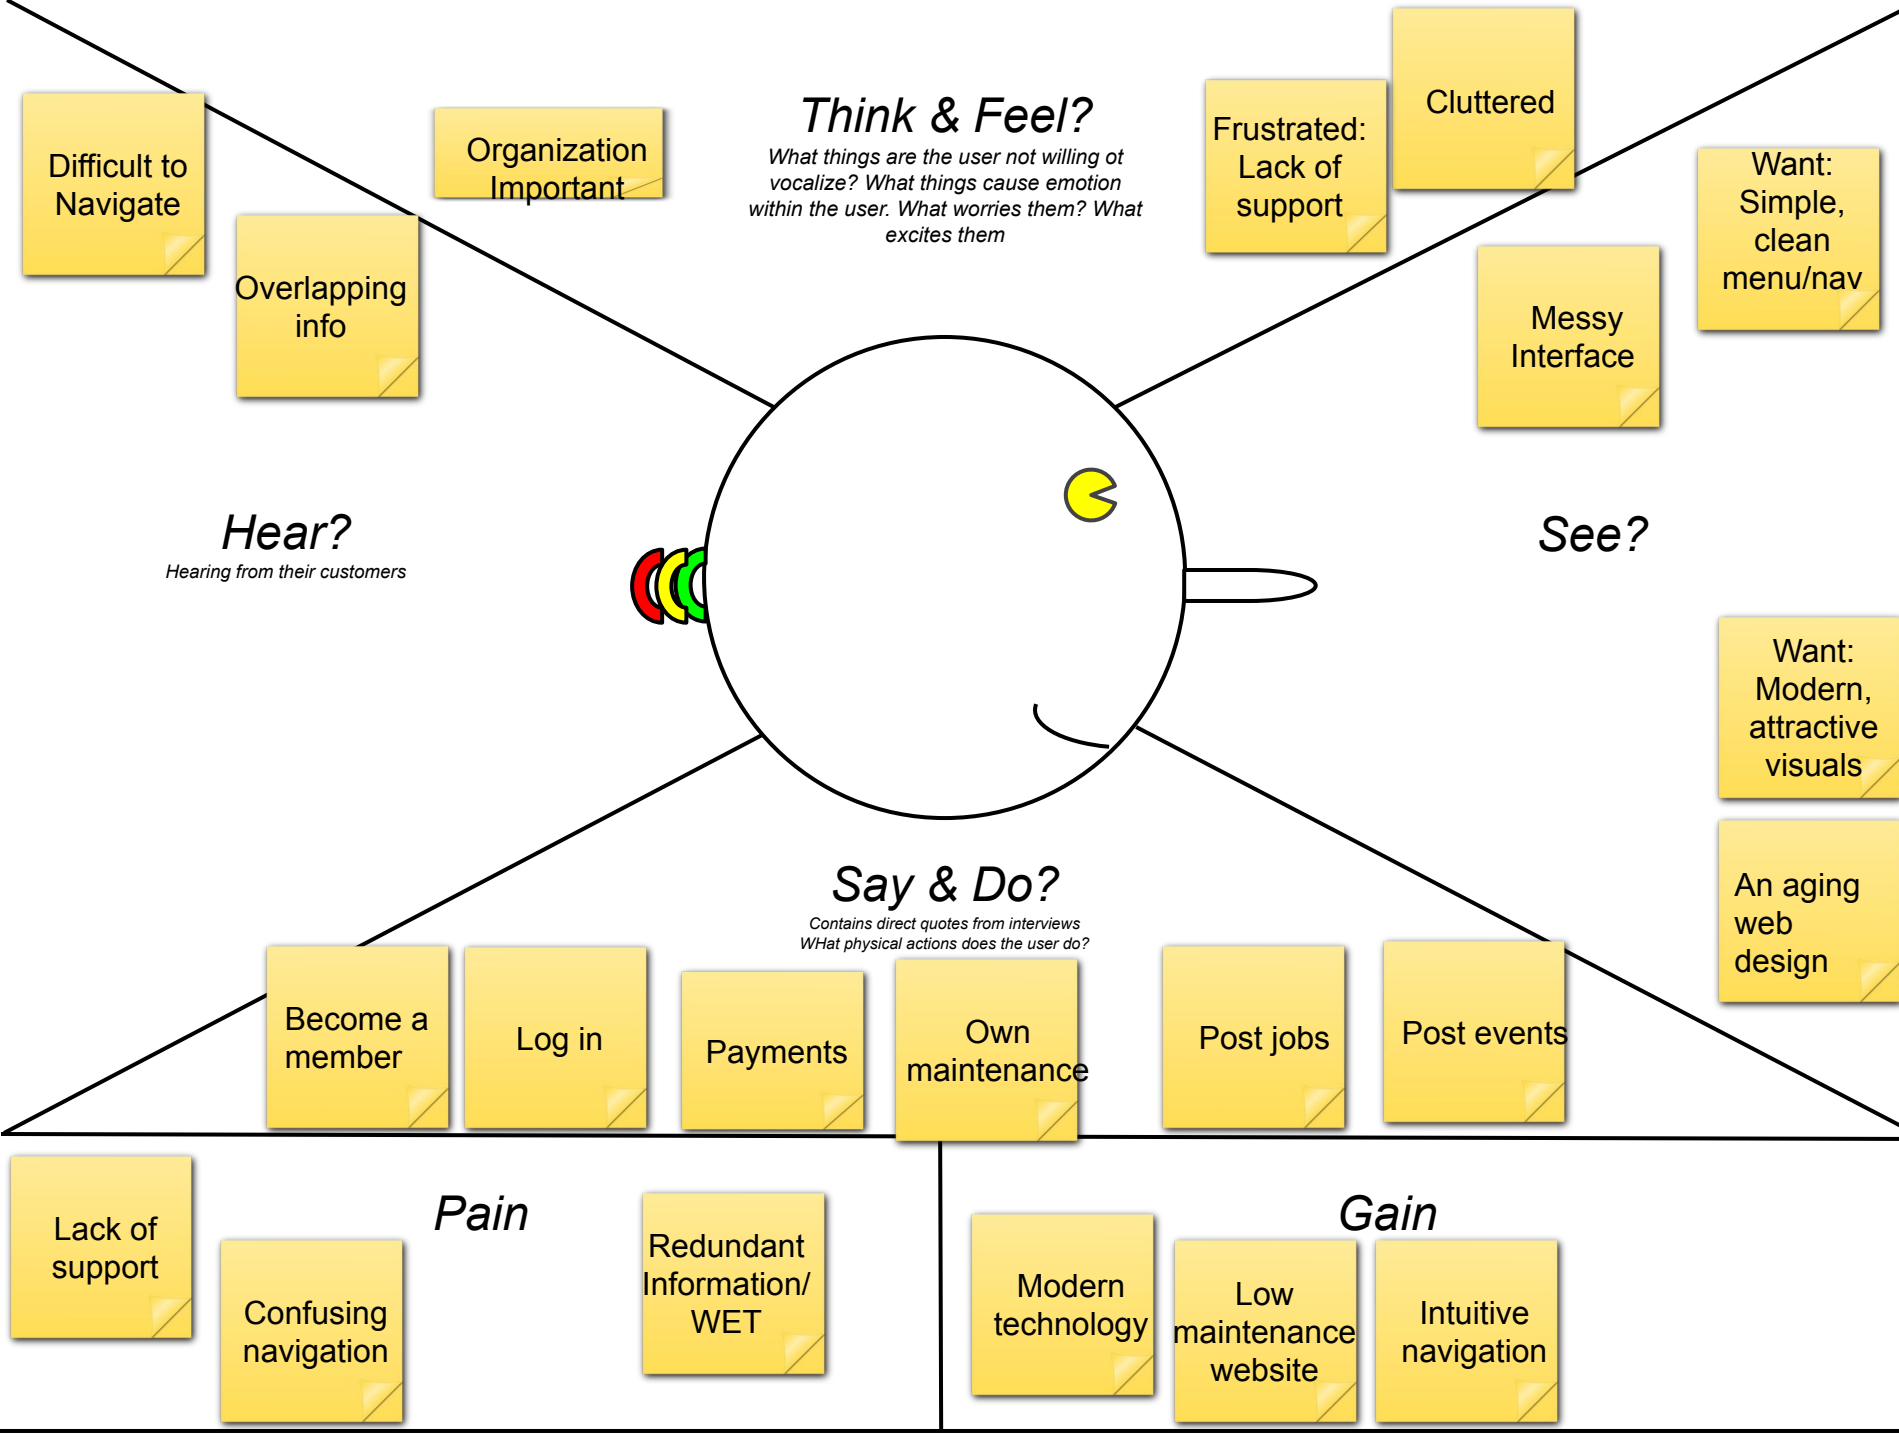 Think & Feel?
What things are the user not willing ot
vocalize? What things cause emotion
within the user. What worries them? What
excites them
Difficult to
Navigate
Overlapping
info
Organization
Important
Frustrated:
Lack of
support
Cluttered
Want:
Simple,
clean
menu/nav
Messy
Interface
Hear?
Hearing from their customers
See?
Want:
Modern,
attractive
visuals
An aging
web
design
Say & Do?
Contains direct quotes from interviews
WHat physical actions does the user do?
Become a
member
Log in
Payments
Own
maintenance
Post jobs
Post events
Pain
Lack of
support
Confusing
navigation
Redundant
Information/
WET
Gain
Modern
technology
Low
maintenance
website
Intuitive
navigation